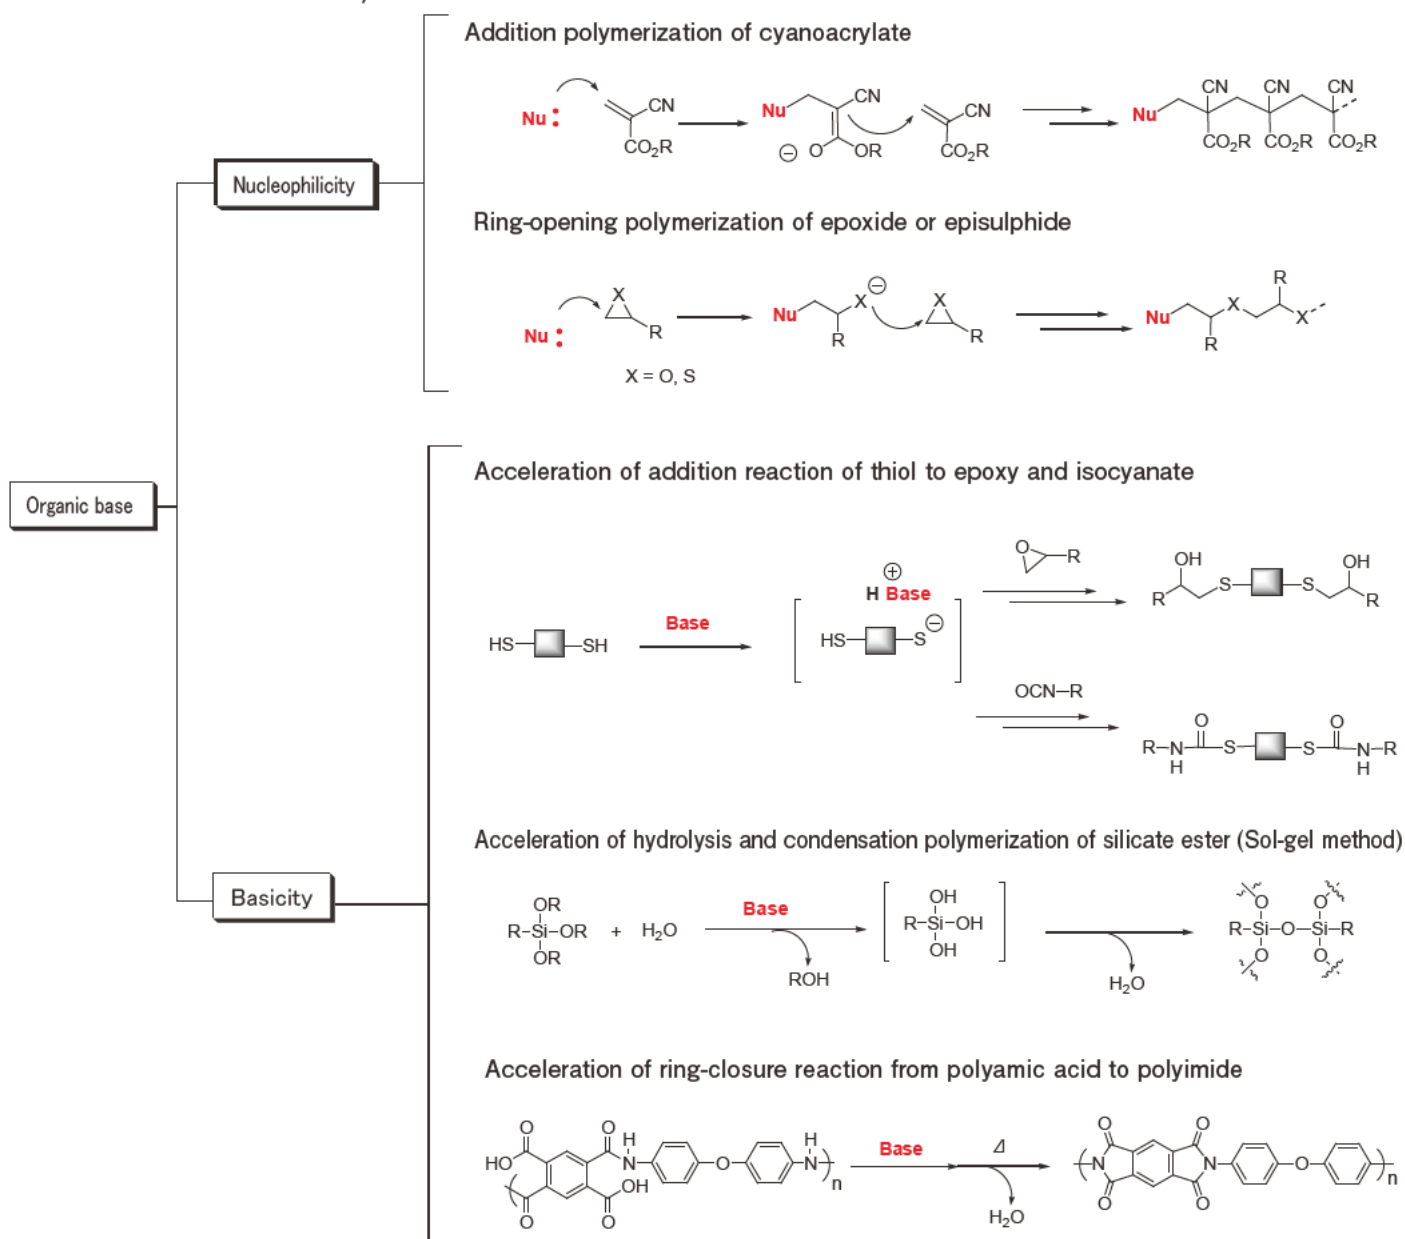 Addition polymerization of cyanoacrylate
Nu:
CN
CO₂R
Nu
CN
⊖ O
OR
CN
CO₂R
Nu
CN CN CN
CO₂R CO₂R CO₂R
Nucleophilicity
Ring-opening polymerization of epoxide or episulphide
Nu:
X
R
X = O, S
Nu
X⊖
R
X
R
Nu
R
X
R
X
Organic base
Acceleration of addition reaction of thiol to epoxy and isocyanate
HS
SH
Base
⊕
H Base
HS
S⊖
O
R
OH
R
S
S
OH
R
OCN–R
R–N
H
O
S
S
O
N–R
H
Acceleration of hydrolysis and condensation polymerization of silicate ester (Sol-gel method)
Basicity
OR
R–Si–OR
OR
+ H₂O
Base
ROH
OH
R–Si–OH
OH
H₂O
O O
R–Si–O–Si–R
O O
Acceleration of ring-closure reaction from polyamic acid to polyimide
O
HO
O
H
N
O
H
N
n
OH
O
O
Base
Δ
H₂O
O O
N
N
O
n
O O